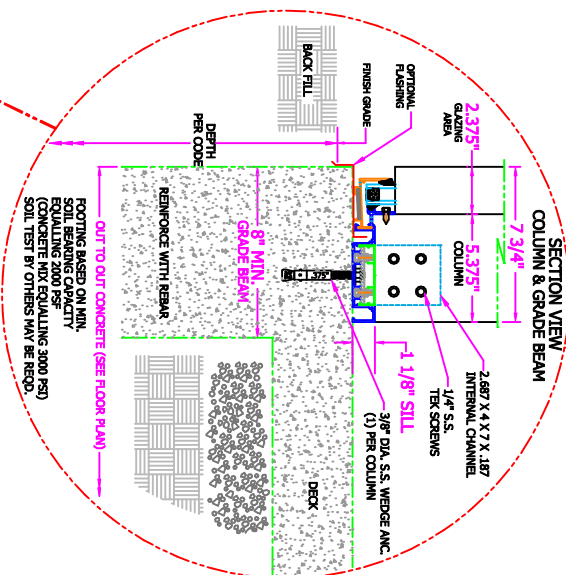 SECTION VIEW
COLUMN & GRADE BEAM
7 3/4"
2.375"
GLAZING
AREA
5.375"
COLUMN
2.687 X 4 X 7 X .187
INTERNAL CHANNEL
1/4" S.S.
TEK SCREWS
1 1/8" SILL
3/8" DIA. S.S. WEDGE ANC.
(1) PER COLUMN
OPTIONAL
FLASHING
FINISH GRADE
BACK FILL
.375"
DEPTH
PER CODE
8" MIN.
GRADE BEAM
DECK
REINFORCE WITH REBAR
OUT TO OUT CONCRETE (SEE FLOOR PLAN)
FOOTING BASED ON MIN.
SOIL BEARING CAPACITY
EQUALLING 2000 PSF
(CONCRETE MIX EQUALLING 3000 PSI)
SOIL TEST BY OTHERS MAY BE REQD.